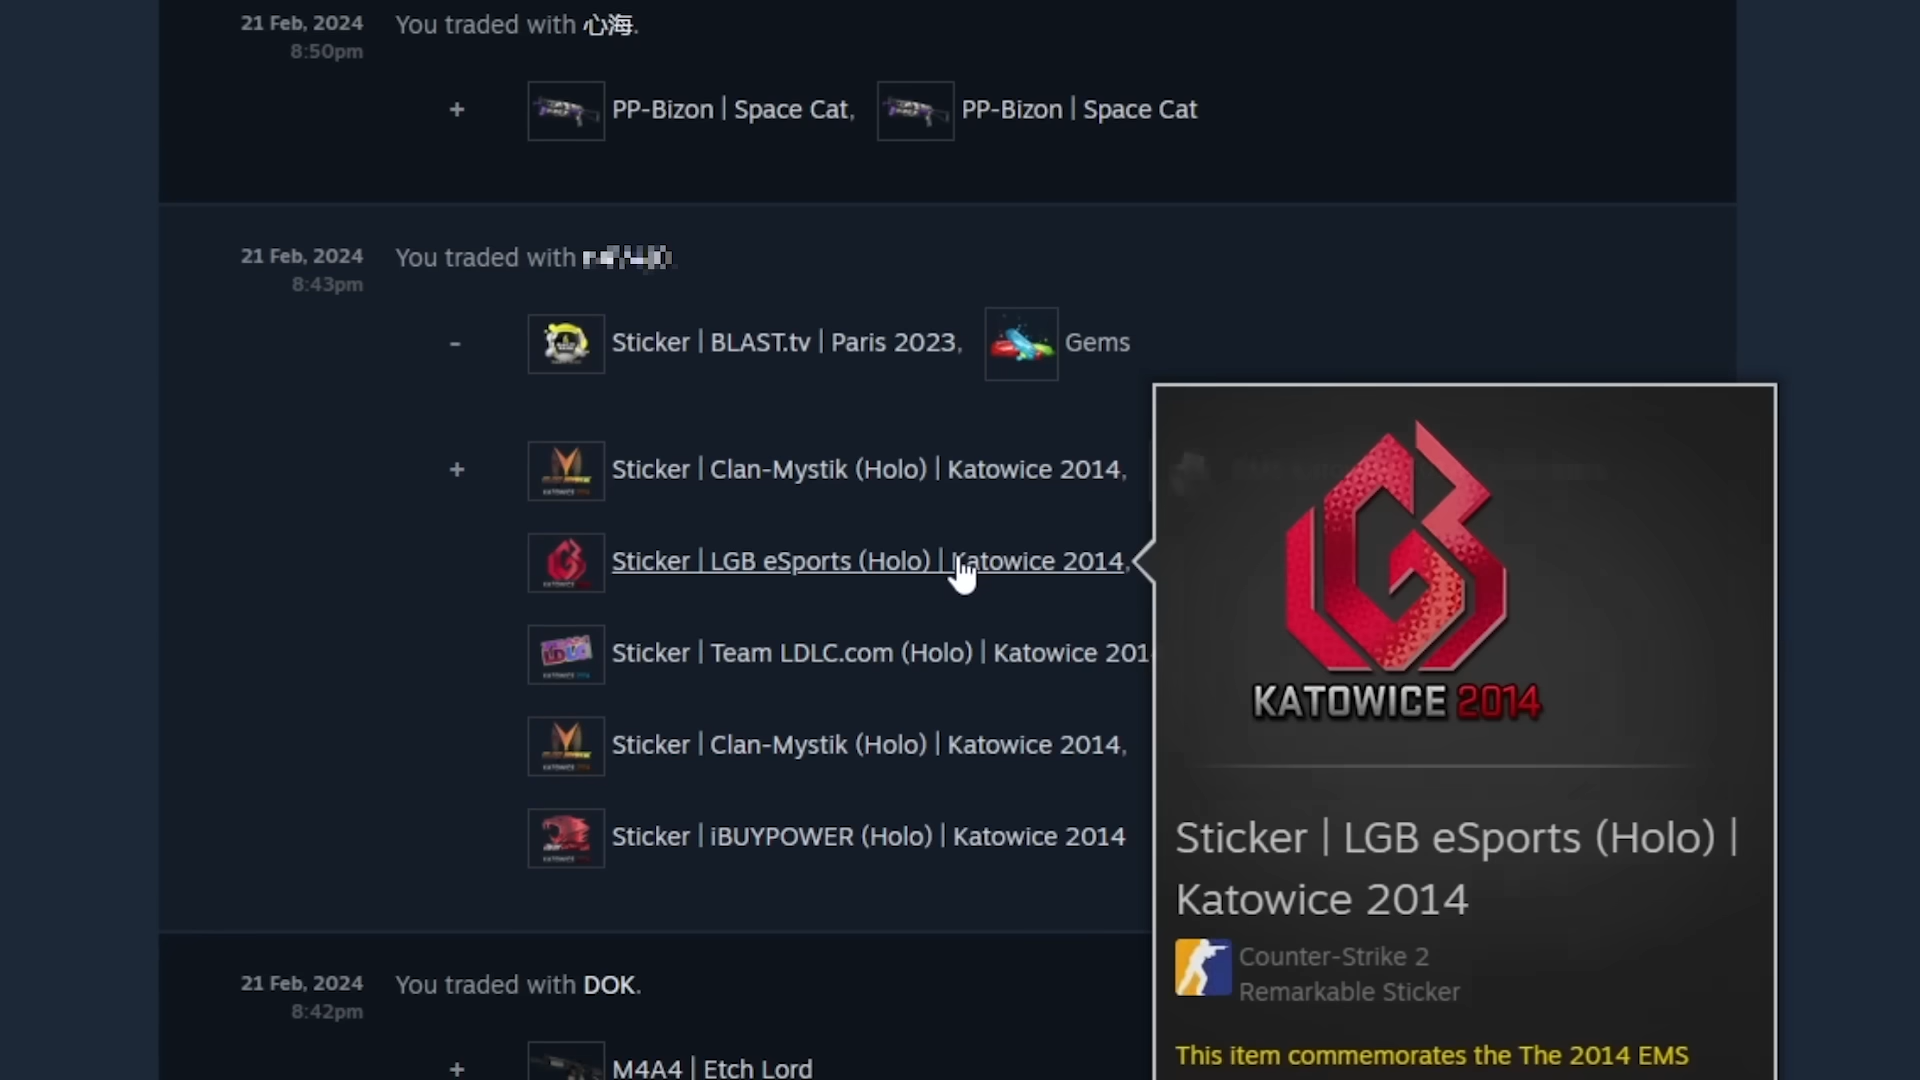 21 Feb, 2024 You traded with 心海.
8:50pm
+ PP-Bizon | Space Cat, PP-Bizon | Space Cat
21 Feb, 2024 You traded with
8:43pm
- Sticker | BLAST.tv | Paris 2023, Gems
+ Sticker | Clan-Mystik (Holo) | Katowice 2014,
Sticker | LGB eSports (Holo) | Katowice 2014,
Sticker | Team LDLC.com (Holo) | Katowice 201
Sticker | Clan-Mystik (Holo) | Katowice 2014,
Sticker | iBUYPOWER (Holo) | Katowice 2014
KATOWICE 2014
Sticker | LGB eSports (Holo) |
Katowice 2014
Counter-Strike 2
Remarkable Sticker
This item commemorates the The 2014 EMS
21 Feb, 2024 You traded with DOK.
8:42pm
+ M4A4 | Etch Lord